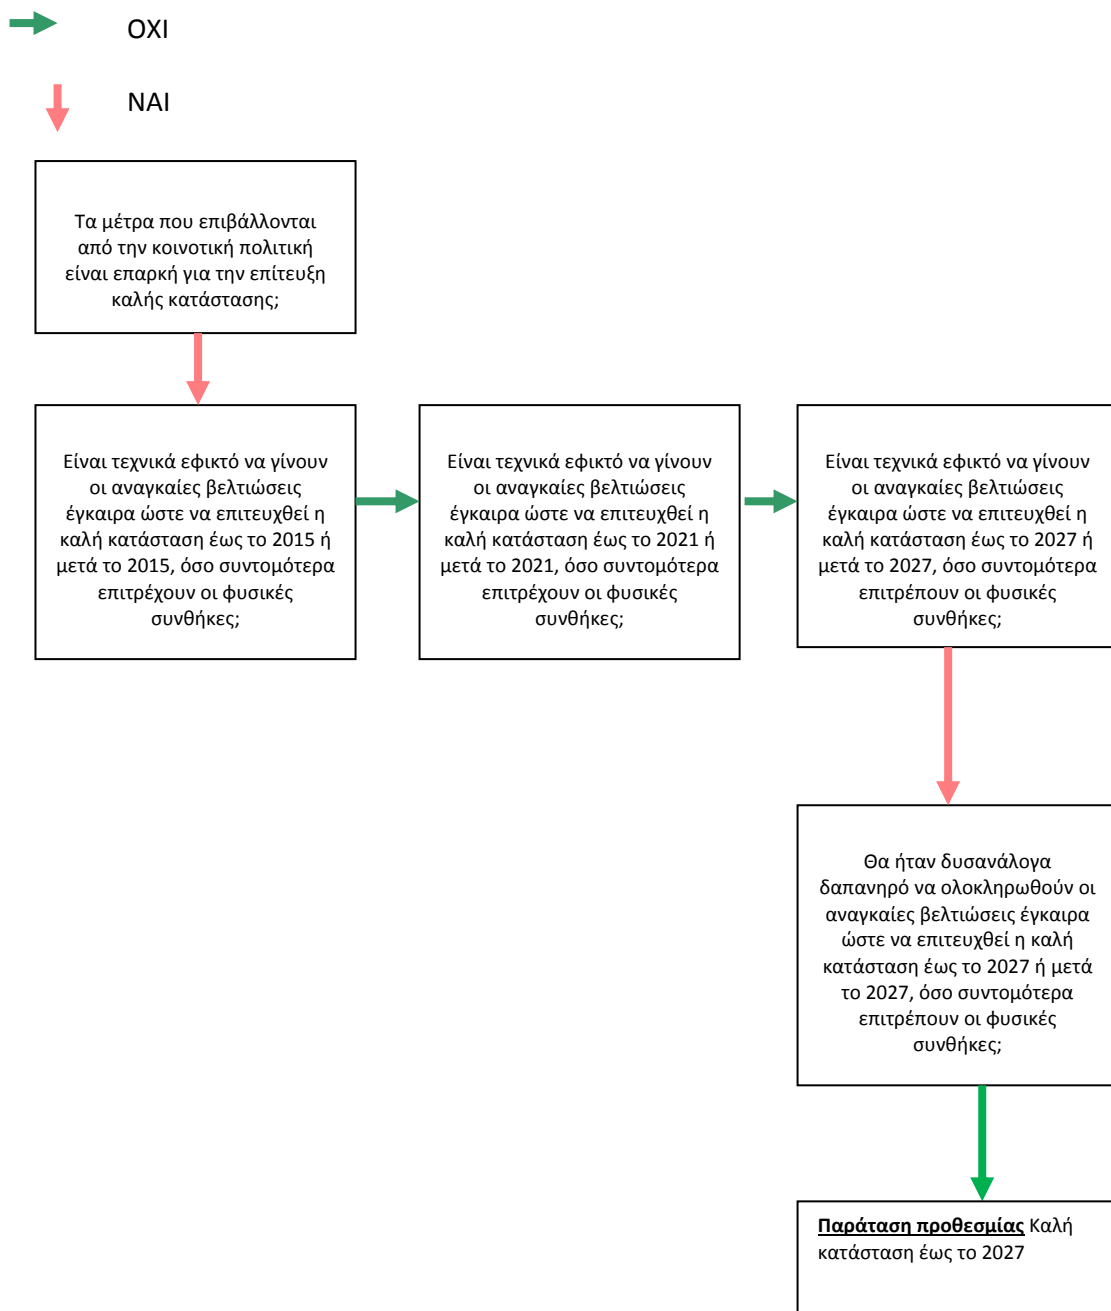 ΟΧΙ
ΝΑΙ
Τα μέτρα που επιβάλλονται
από την κοινοτική πολιτική
είναι επαρκή για την επίτευξη
καλής κατάστασης;
Είναι τεχνικά εφικτό να γίνουν
οι αναγκαίες βελτιώσεις
έγκαιρα ώστε να επιτευχθεί η
καλή κατάσταση έως το 2015 ή
μετά το 2015, όσο συντομότερα
επιτρέχουν οι φυσικές
συνθήκες;
Είναι τεχνικά εφικτό να γίνουν
οι αναγκαίες βελτιώσεις
έγκαιρα ώστε να επιτευχθεί η
καλή κατάσταση έως το 2021 ή
μετά το 2021, όσο συντομότερα
επιτρέχουν οι φυσικές
συνθήκες;
Είναι τεχνικά εφικτό να γίνουν
οι αναγκαίες βελτιώσεις
έγκαιρα ώστε να επιτευχθεί η
καλή κατάσταση έως το 2027 ή
μετά το 2027, όσο συντομότερα
επιτρέπουν οι φυσικές
συνθήκες;
Θα ήταν δυσανάλογα
δαπανηρό να ολοκληρωθούν οι
αναγκαίες βελτιώσεις έγκαιρα
ώστε να επιτευχθεί η καλή
κατάσταση έως το 2027 ή μετά
το 2027, όσο συντομότερα
επιτρέπουν οι φυσικές
συνθήκες;
Παράταση προθεσμίας Καλή
κατάσταση έως το 2027